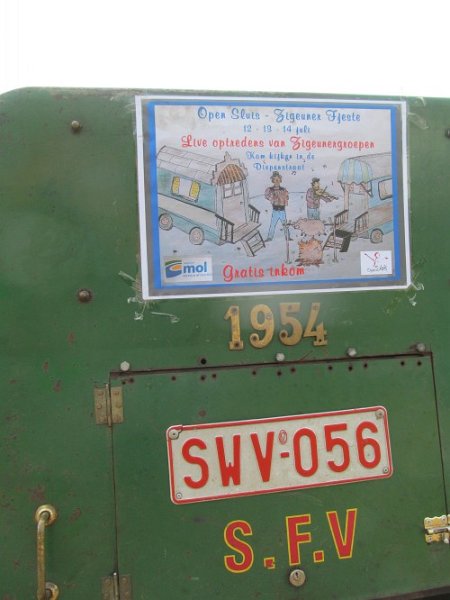 Open Sluis - Zigeuner Fjeste
12 - 13 - 14 juli
Live optredens van Zigeunergroepen
Kom kijken in de
Diepestraat
mol
Gratis inkom
1954
SWV-056
S.F.V